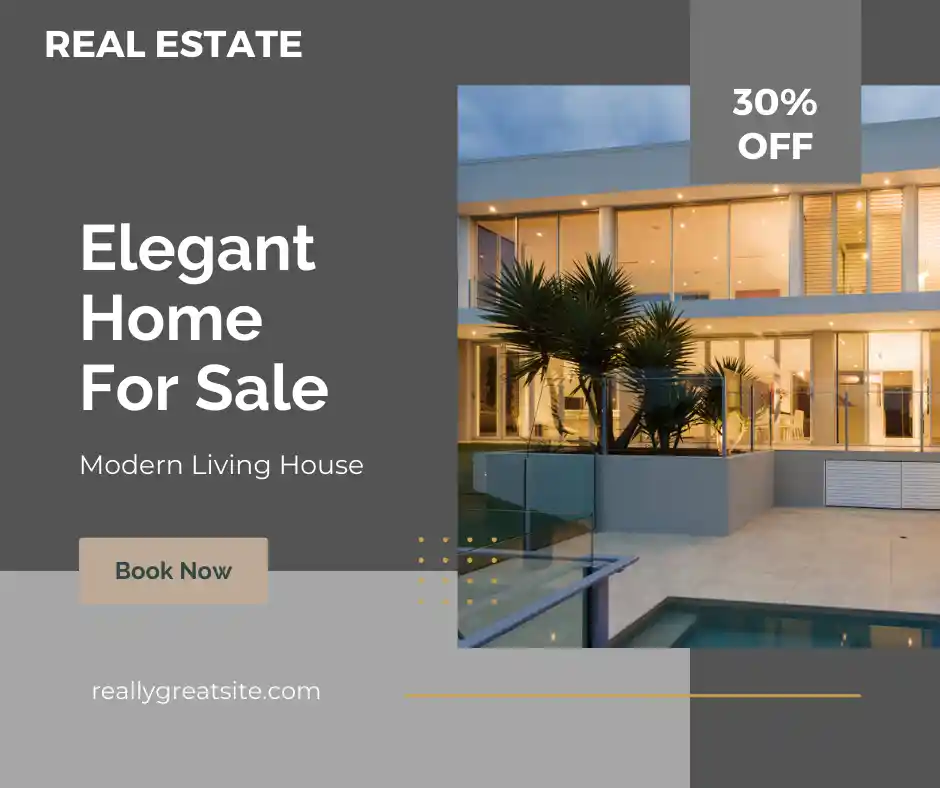 REAL ESTATE
30%
OFF
Elegant
Home
For Sale
Modern Living House
Book Now
reallygreatsite.com